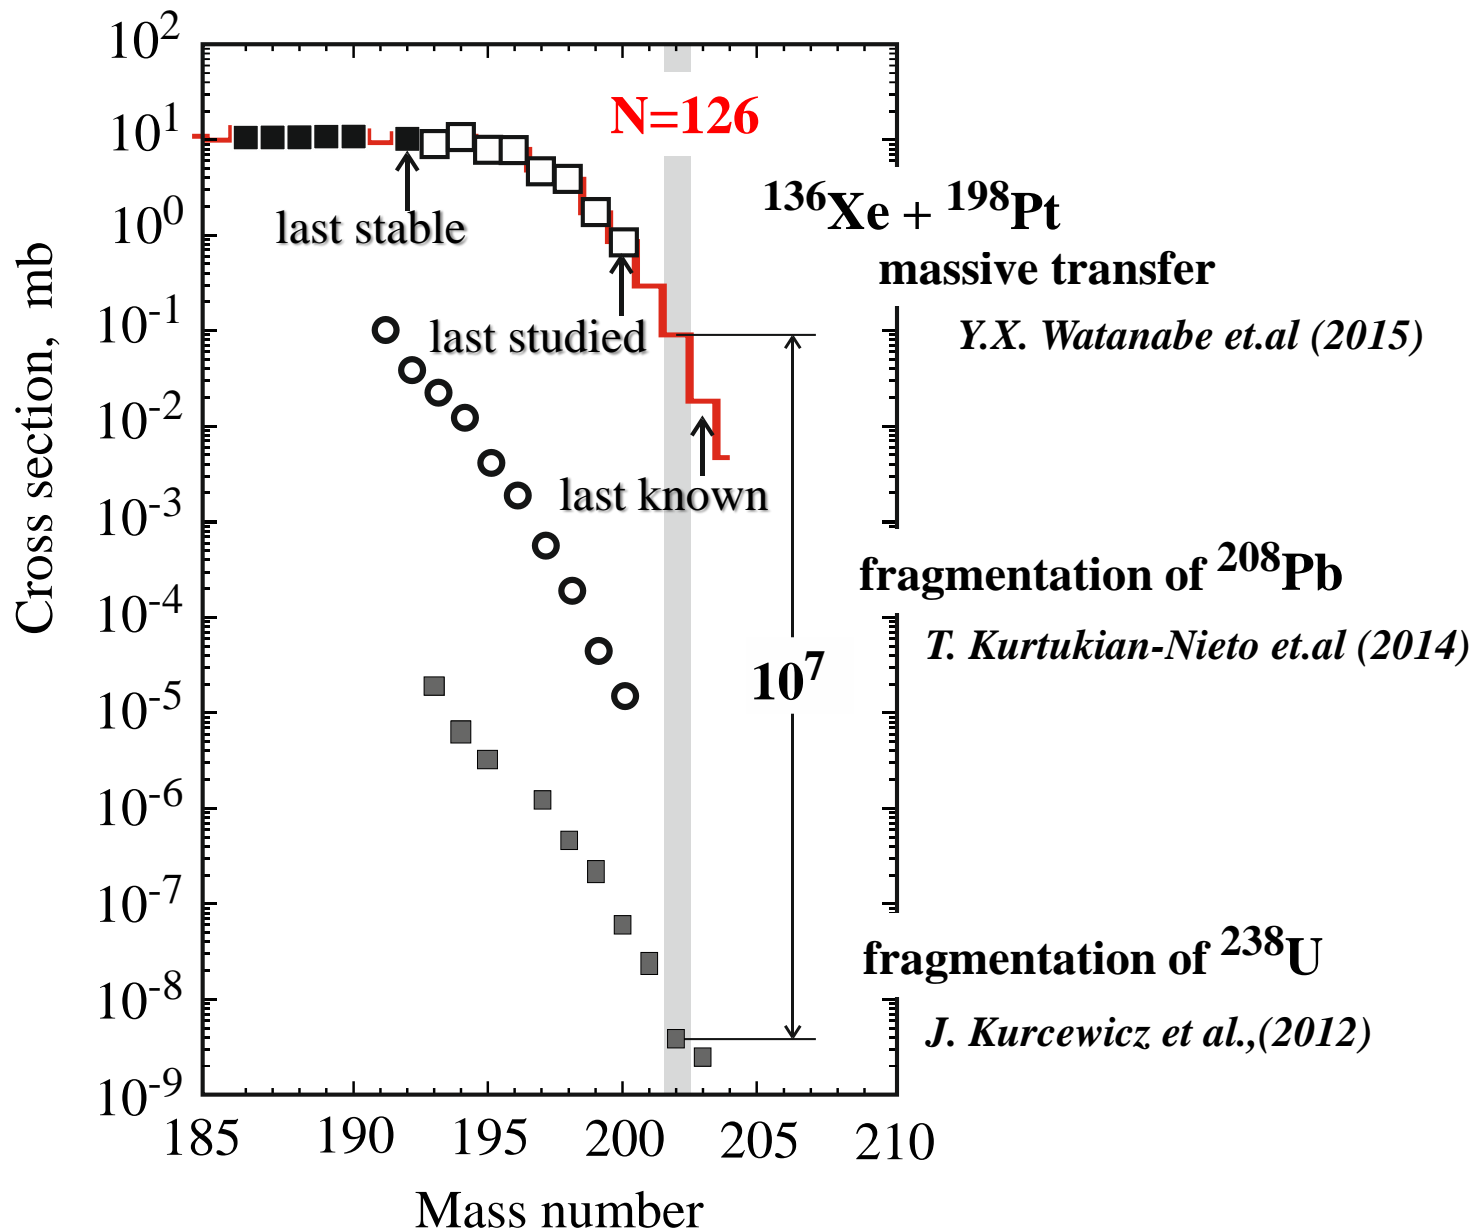 10^2
10^1
10^0
10^-1
10^-2
10^-3
10^-4
10^-5
10^-6
10^-7
10^-8
10^-9
Cross section, mb
N=126
last stable
last studied
last known
10^7
^136Xe + ^198Pt
massive transfer
Y.X. Watanabe et.al (2015)
fragmentation of ^208Pb
T. Kurtukian-Nieto et.al (2014)
fragmentation of ^238U
J. Kurcewicz et al.,(2012)
185 190 195 200 205 210
Mass number